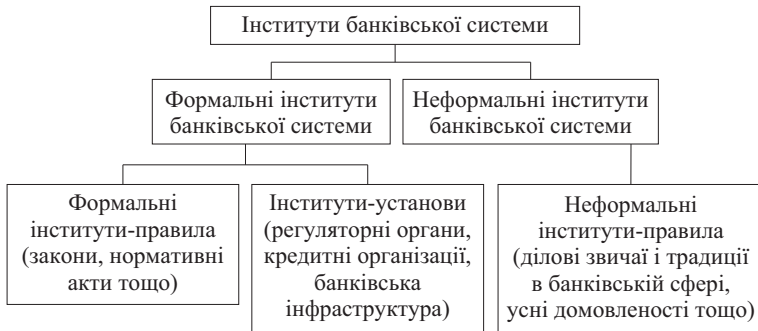 Інститути банківської системи
Формальні інститути
банківської системи
Неформальні інститути
банківської системи
Формальні
інститути-правила
(закони, нормативні
акти тощо)
Інститути-установи
(регуляторні органи,
кредитні організації,
банківська
інфраструктура)
Неформальні
інститути-правила
(ділові звичаї і традиції
в банківській сфері,
усні домовленості тощо)